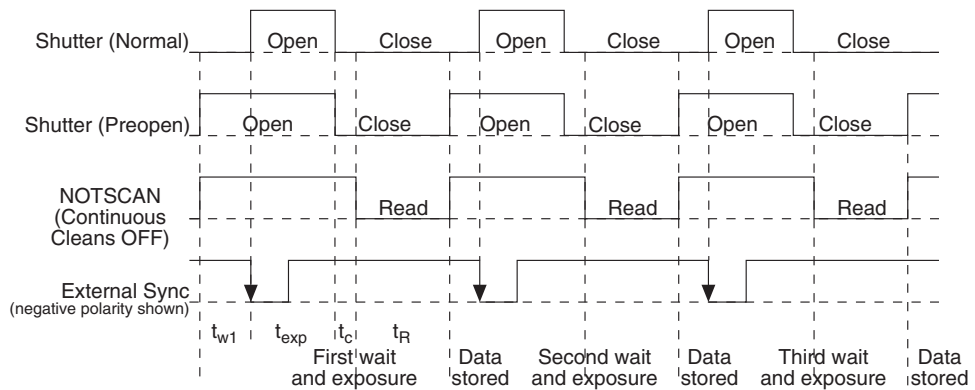 Shutter (Normal) Open Close Open Close Open Close
Shutter (Preopen) Open Close Open Close Open Close
NOTSCAN
(Continuous
Cleans OFF)
Read Read Read
External Sync
(negative polarity shown)
tw1 texp tc tR
First wait
and exposure
Data
stored
Second wait
and exposure
Data
stored
Third wait
and exposure
Data
stored